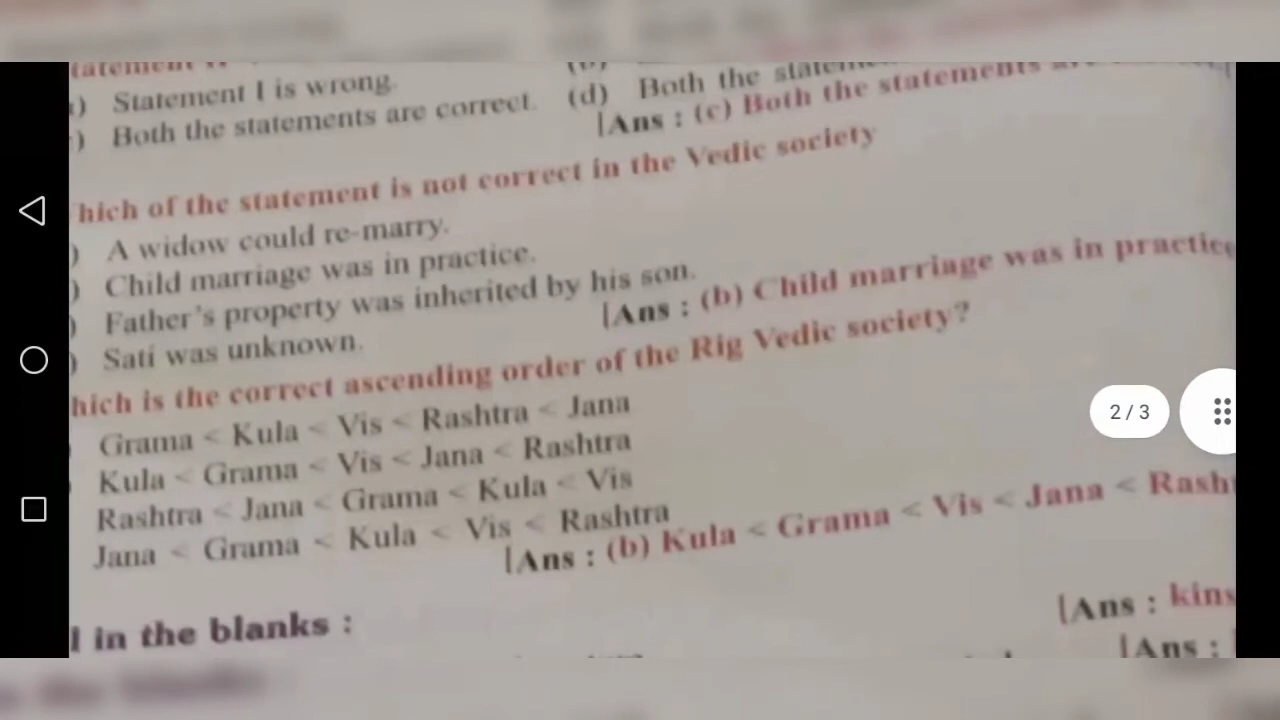 Statement I is wrong.
Both the statements are correct. (d) Both the
[Ans : (c) Both the statements
hich of the statement is not correct in the Vedic society
) A widow could re-marry.
) Child marriage was in practice.
) Father's property was inherited by his son.
) Sati was unknown. [Ans : (b) Child marriage was in practice
hich is the correct ascending order of the Rig Vedic society?
Grama < Kula < Vis < Rashtra < Jana
Kula < Grama < Vis < Jana < Rashtra
Rashtra < Jana < Grama < Kula < Vis
Jana < Grama < Kula < Vis < Rashtra
[Ans : (b) Kula < Grama < Vis < Jana < Rash
l in the blanks :
[Ans : kins
[Ans :
2 / 3